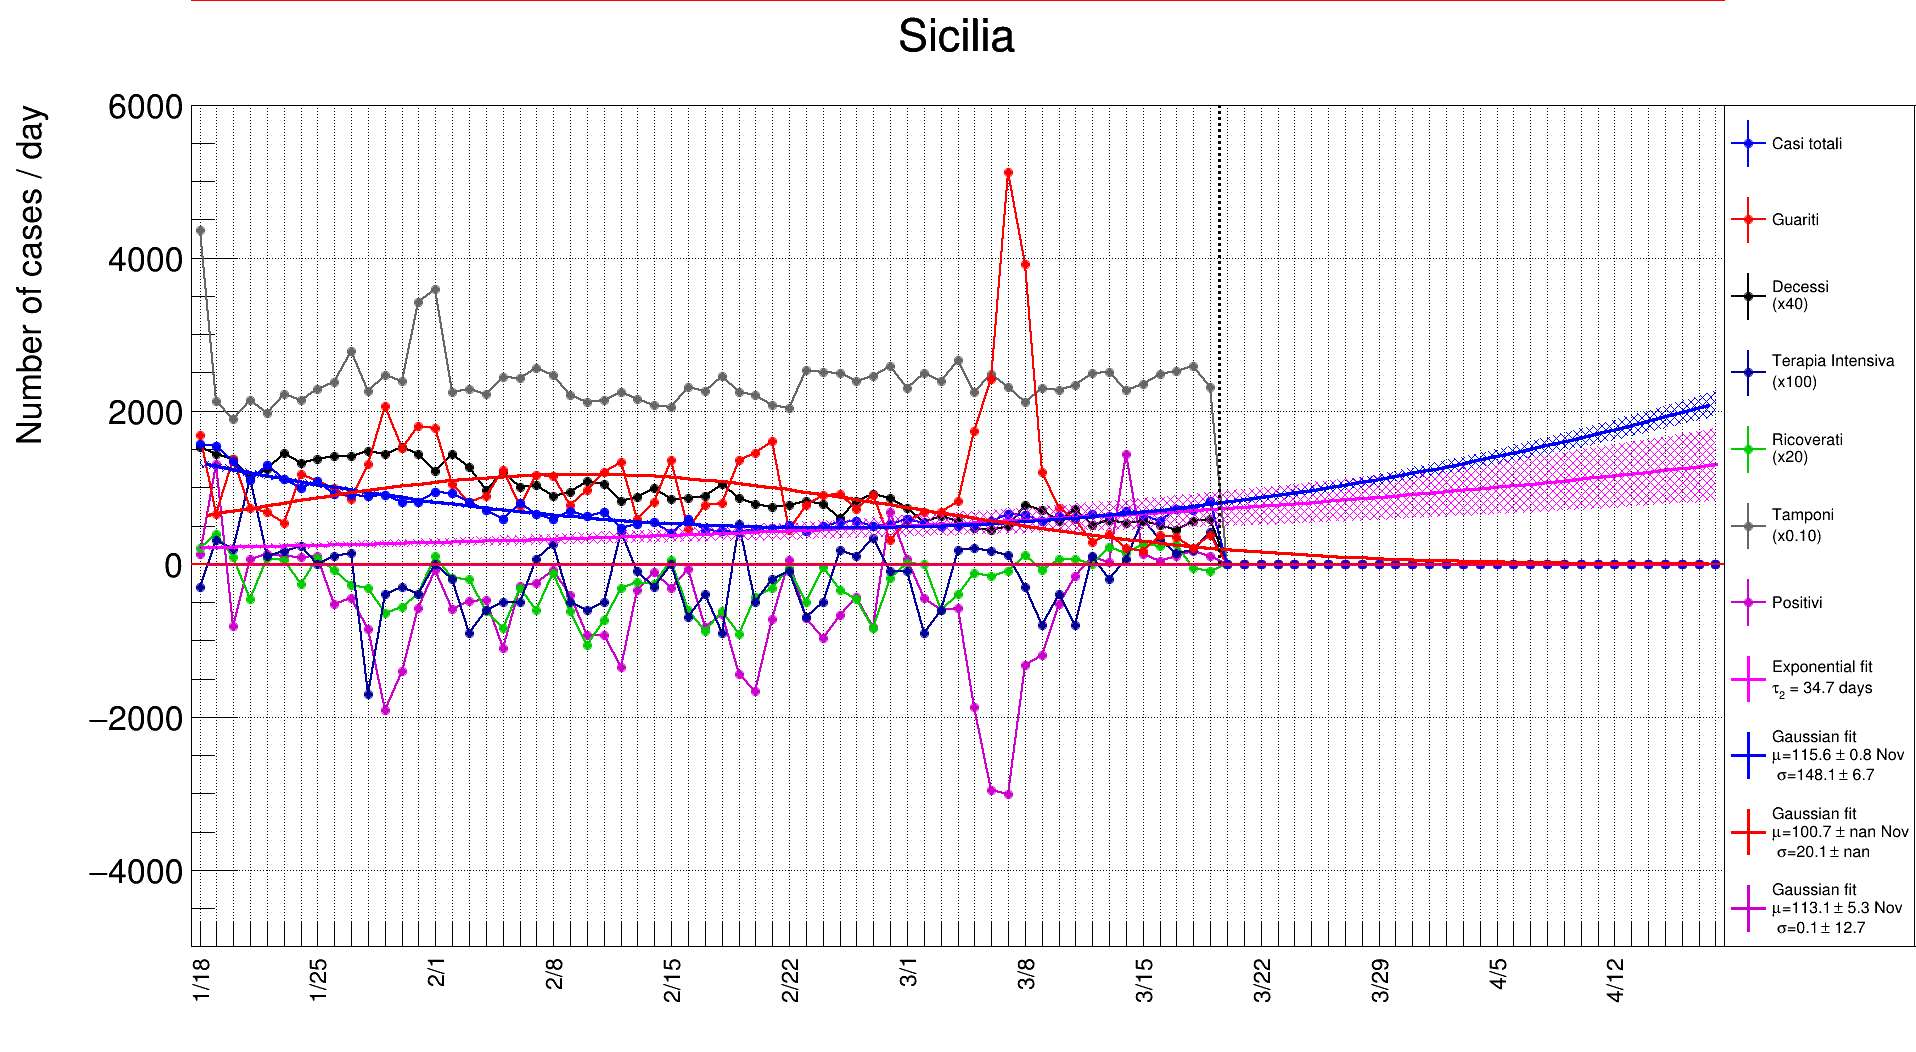 Sicilia
Number of cases / day
6000
4000
2000
0
−2000
−4000
1/18
1/25
2/1
2/8
2/15
2/22
3/1
3/8
3/15
3/22
3/29
4/5
4/12
Casi totali
Guariti
Decessi
(x40)
Terapia Intensiva
(x100)
Ricoverati
(x20)
Tamponi
(x0.10)
Positivi
Exponential fit
τ2 = 34.7 days
Gaussian fit
μ=115.6 ± 0.8 Nov
σ=148.1 ± 6.7
Gaussian fit
μ=100.7 ± nan Nov
σ=20.1 ± nan
Gaussian fit
μ=113.1 ± 5.3 Nov
σ=0.1 ± 12.7